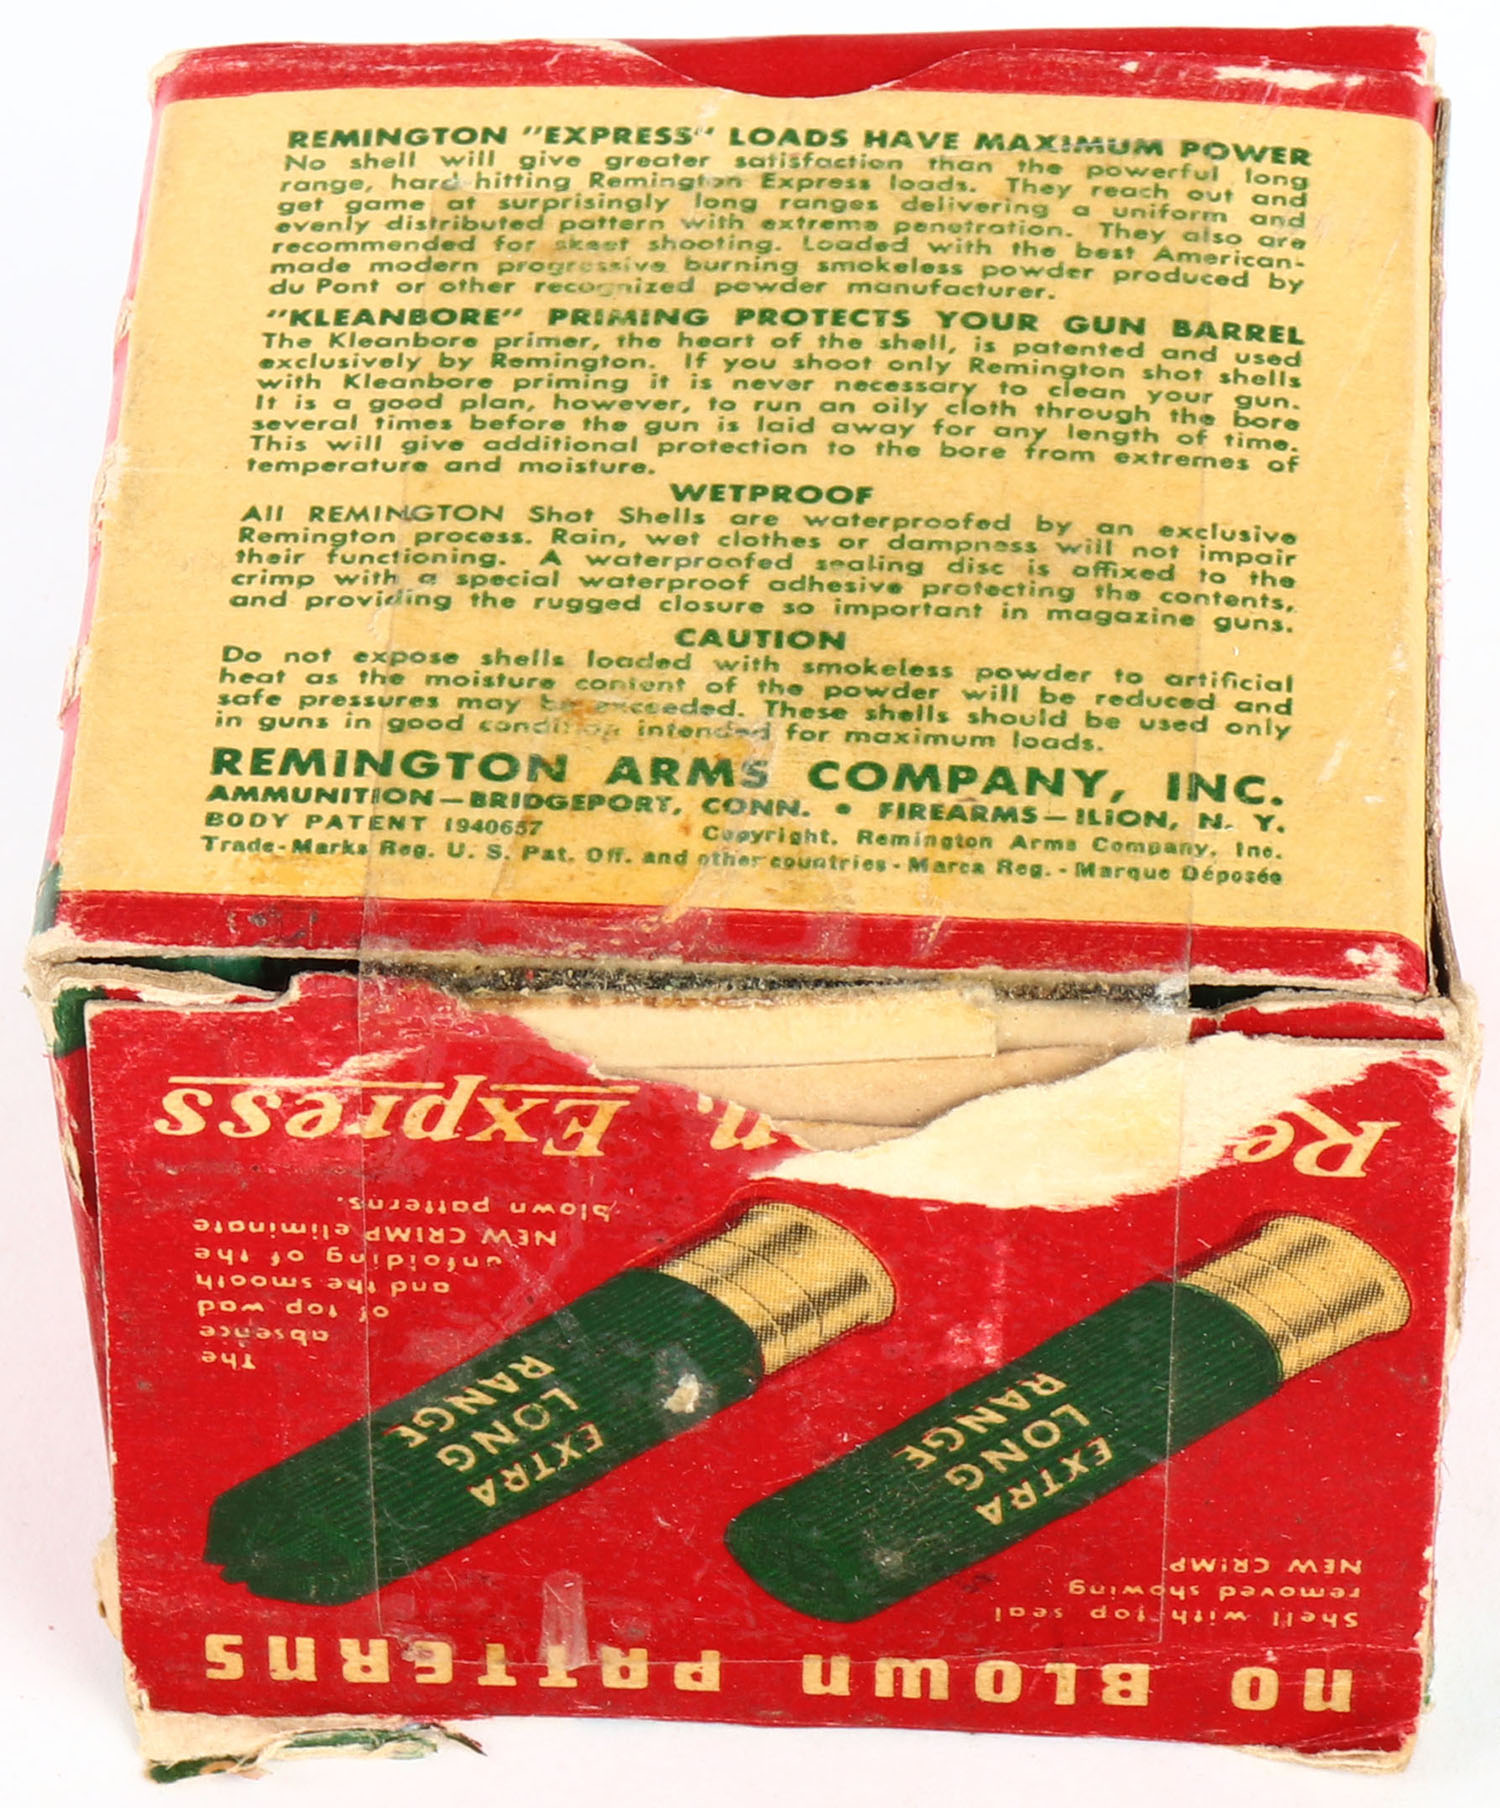 REMINGTON "EXPRESS" LOADS HAVE MAXIMUM POWER
No shell will give greater satisfaction than the powerful long
range, hard-hitting Remington Express loads. They reach out and
get game at surprisingly long ranges delivering a uniform and
evenly distributed pattern with extreme penetration. They also are
recommended for skeet shooting. Loaded with the best American-
made modern progressive burning smokeless powder produced by
du Pont or other recognized powder manufacturer.
"KLEANBORE" PRIMING PROTECTS YOUR GUN BARREL
The Kleanbore primer, the heart of the shell, is patented and used
exclusively by Remington. If you shoot only Remington shot shells
with Kleanbore priming it is never necessary to clean your gun.
It is a good plan, however, to run an oily cloth through the bore
several times before the gun is laid away for any length of time.
This will give additional protection to the bore from extremes of
temperature and moisture.
WETPROOF
All REMINGTON Shot Shells are waterproofed by an exclusive
Remington process. Rain, wet clothes or dampness will not impair
their functioning. A waterproofed sealing disc is affixed to the
crimp with a special waterproof adhesive protecting the contents,
and providing the rugged closure so important in magazine guns.
CAUTION
Do not expose shells loaded with smokeless powder to artificial
heat as the moisture content of the powder will be reduced and
safe pressures may be exceeded. These shells should be used only
in guns in good condition intended for maximum loads.
REMINGTON ARMS COMPANY, INC.
AMMUNITION—BRIDGEPORT, CONN. • FIREARMS—ILION, N. Y.
BODY PATENT 1940657 Copyright, Remington Arms Company, Inc.
Trade-Marks Reg. U. S. Pat. Off. and other countries - Marca Reg. - Marque Déposée
NO BLOWN PATTERNS
Shell with top seal
removed showing
NEW CRIMP
EXTRA
LONG
RANGE
EXTRA
LONG
RANGE
The
absence
of top wad
and the smooth
unfolding of the
NEW CRIMP eliminate
blown patterns.
Re n, Express